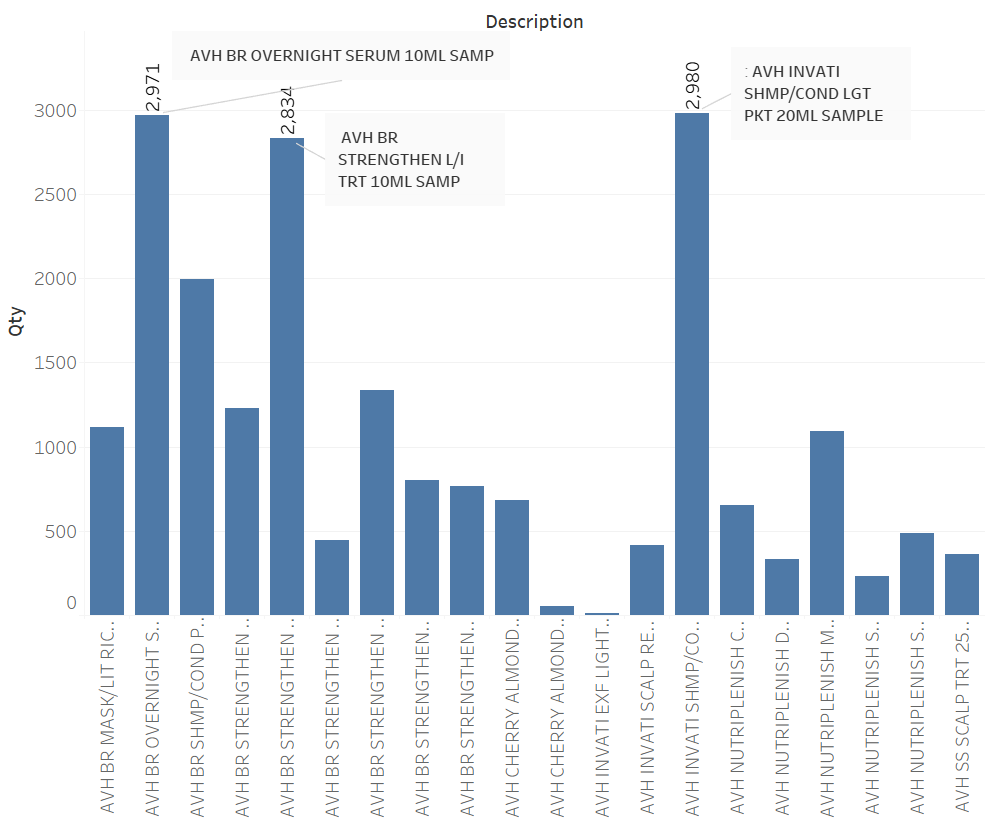 Description
AVH BR OVERNIGHT SERUM 10ML SAMP
: AVH INVATI
SHMP/COND LGT
PKT 20ML SAMPLE
AVH BR
STRENGTHEN L/I
TRT 10ML SAMP
2,971
2,834
2,980
Qty
3000
2500
2000
1500
1000
500
0
AVH BR MASK/LIT RIC..
AVH BR OVERNIGHT S..
AVH BR SHMP/COND P..
AVH BR STRENGTHEN ..
AVH BR STRENGTHEN ..
AVH BR STRENGTHEN ..
AVH BR STRENGTHEN ..
AVH BR STRENGTHEN..
AVH BR STRENGTHEN..
AVH CHERRY ALMOND..
AVH CHERRY ALMOND..
AVH INVATI EXF LIGHT..
AVH INVATI SCALP RE..
AVH INVATI SHMP/CO..
AVH NUTRIPLENISH C..
AVH NUTRIPLENISH D..
AVH NUTRIPLENISH M..
AVH NUTRIPLENISH S..
AVH NUTRIPLENISH S..
AVH SS SCALP TRT 25..